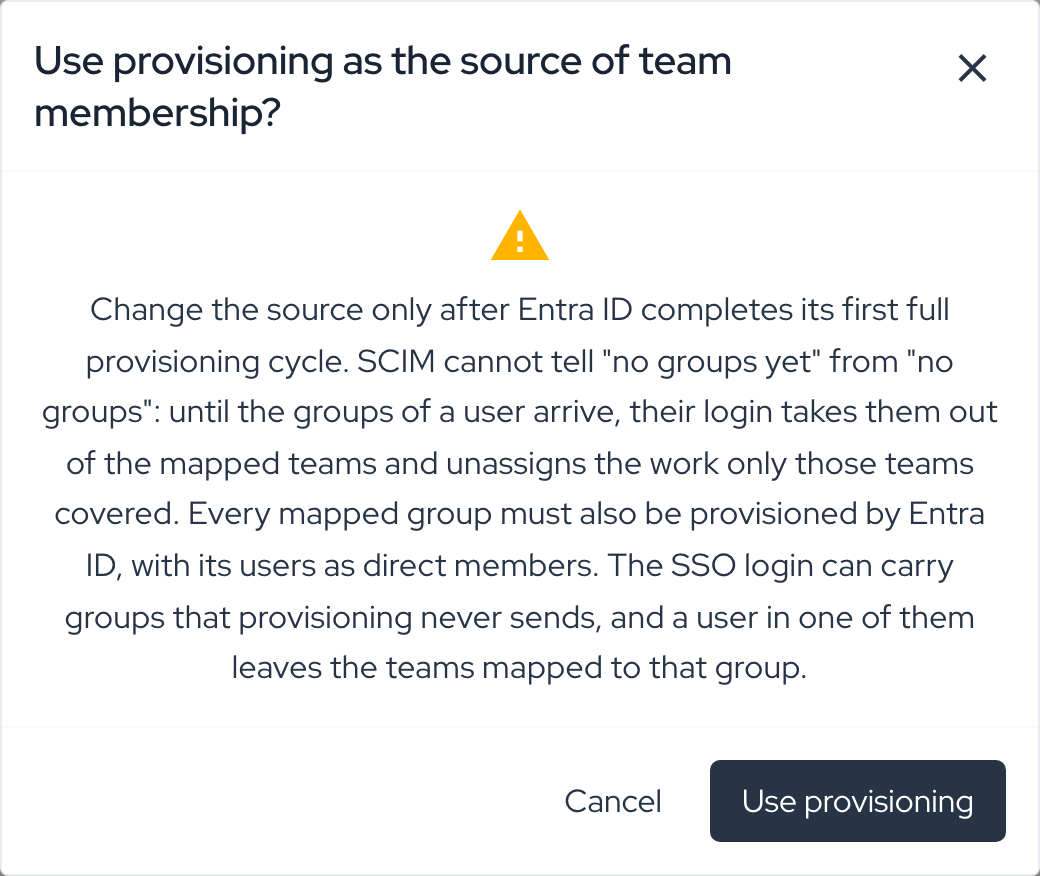 Use provisioning as the source of team
membership?
Change the source only after Entra ID completes its first full
provisioning cycle. SCIM cannot tell "no groups yet" from "no
groups": until the groups of a user arrive, their login takes them out
of the mapped teams and unassigns the work only those teams
covered. Every mapped group must also be provisioned by Entra
ID, with its users as direct members. The SSO login can carry
groups that provisioning never sends, and a user in one of them
leaves the teams mapped to that group.
Cancel
Use provisioning